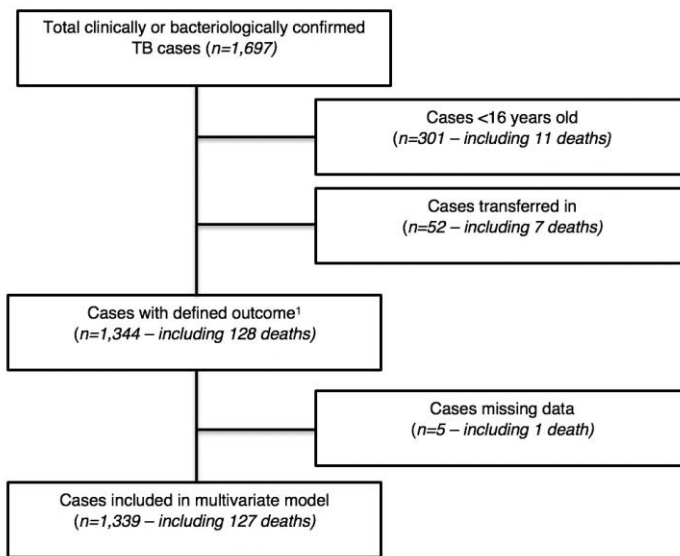 Total clinically or bacteriologically confirmed
TB cases (n=1,697)
Cases <16 years old
(n=301 – including 11 deaths)
Cases transferred in
(n=52 – including 7 deaths)
Cases with defined outcome¹
(n=1,344 – including 128 deaths)
Cases missing data
(n=5 – including 1 death)
Cases included in multivariate model
(n=1,339 – including 127 deaths)